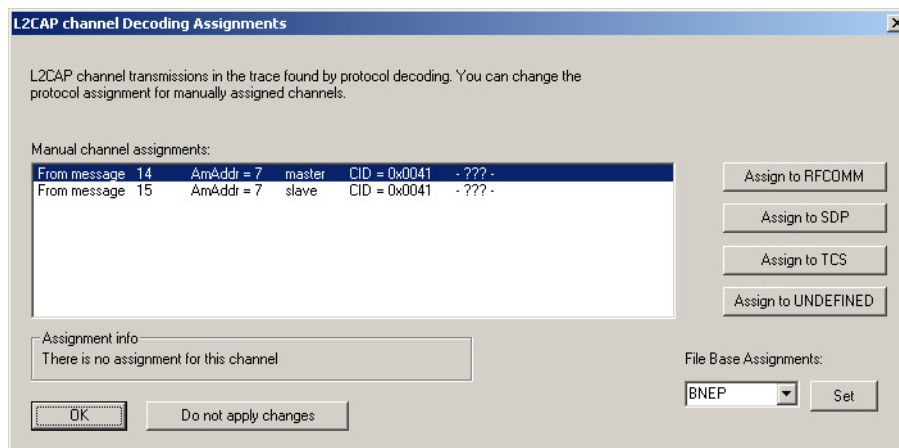 L2CAP channel Decoding Assignments
L2CAP channel transmissions in the trace found by protocol decoding. You can change the
protocol assignment for manually assigned channels.
Manual channel assignments:
From message 14 AmAddr = 7 master CID = 0x0041 - ??? -
From message 15 AmAddr = 7 slave CID = 0x0041 - ??? -
Assign to RFCOMM
Assign to SDP
Assign to TCS
Assign to UNDEFINED
Assignment info
There is no assignment for this channel
File Base Assignments:
BNEP
Set
OK
Do not apply changes